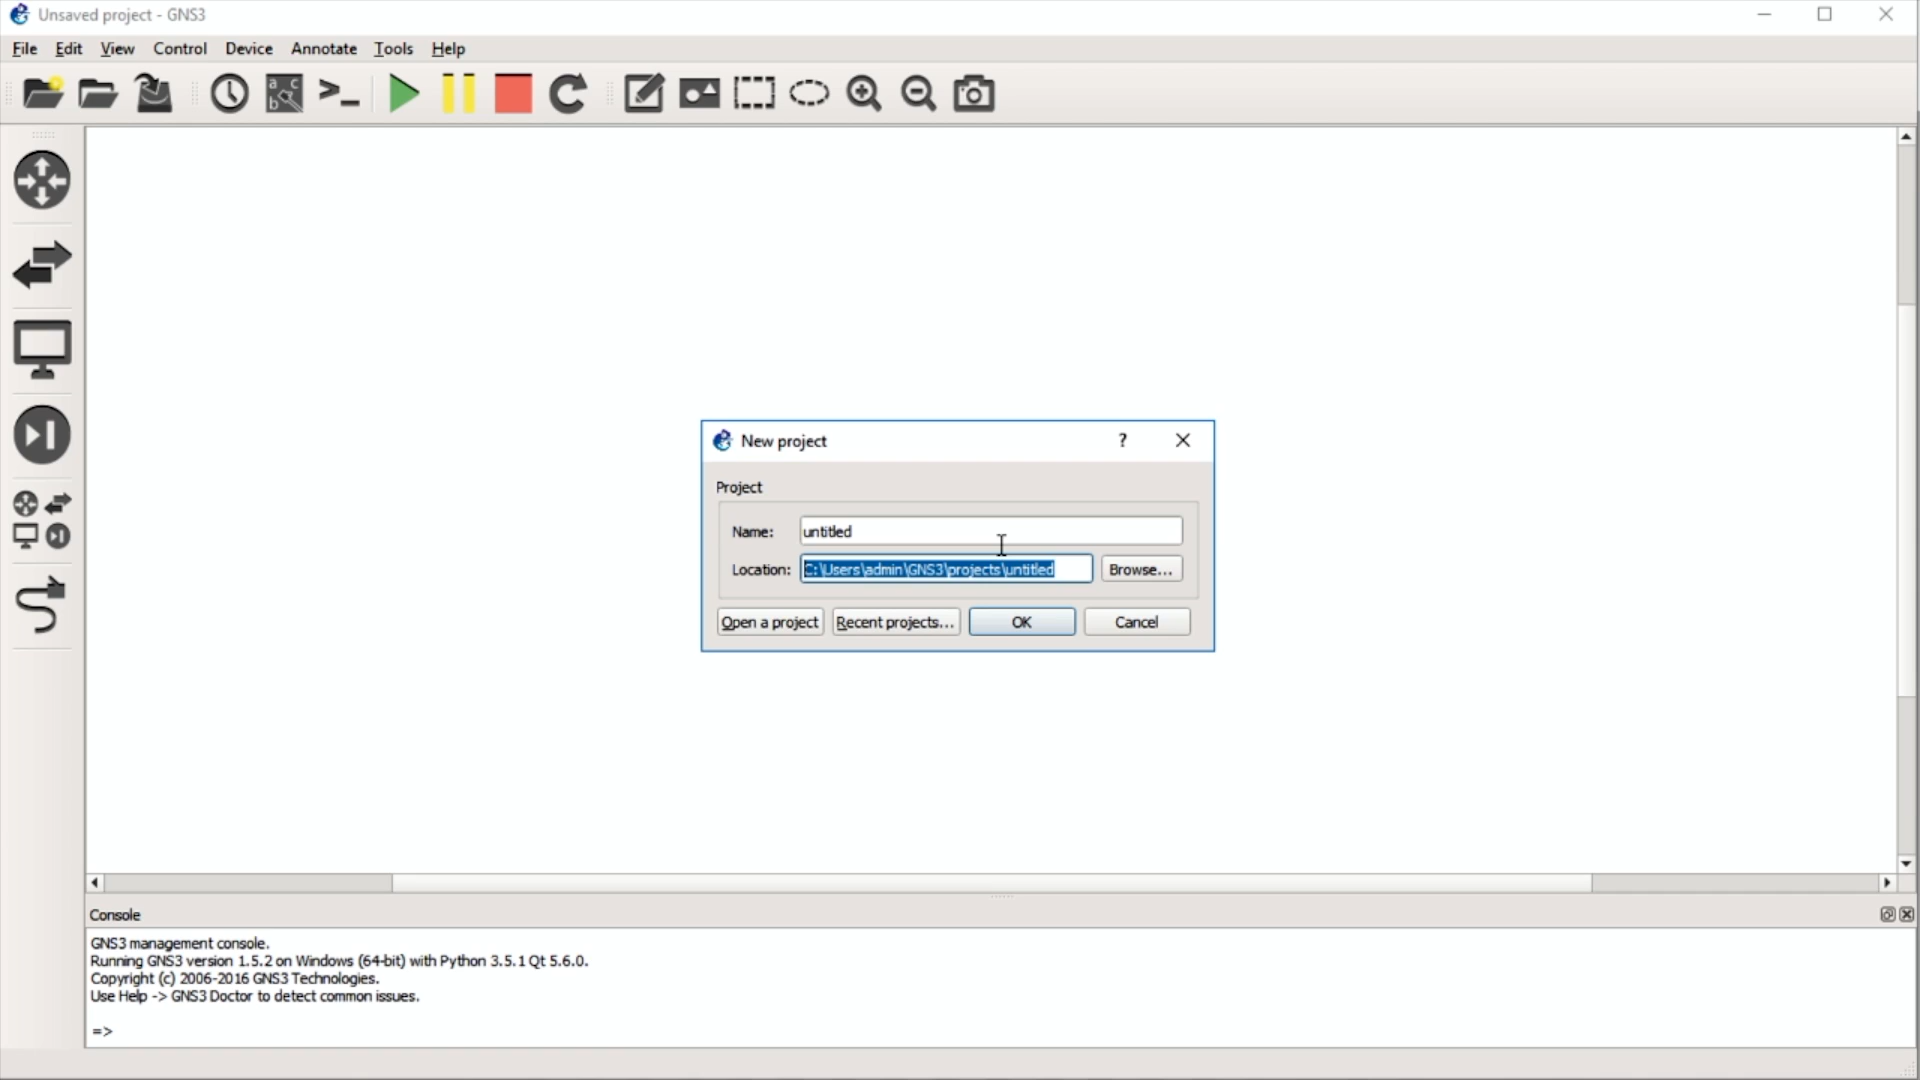 Unsaved project - GNS3
File Edit View Control Device Annotate Tools Help
a c
b
>_
New project
?
Project
Name: untitled
Location: C:\Users\admin\GNS3\projects\untitled Browse...
Open a project Recent projects... OK Cancel
Console
GNS3 management console.
Running GNS3 version 1.5.2 on Windows (64-bit) with Python 3.5.1 Qt 5.6.0.
Copyright (c) 2006-2016 GNS3 Technologies.
Use Help -> GNS3 Doctor to detect common issues.
=>